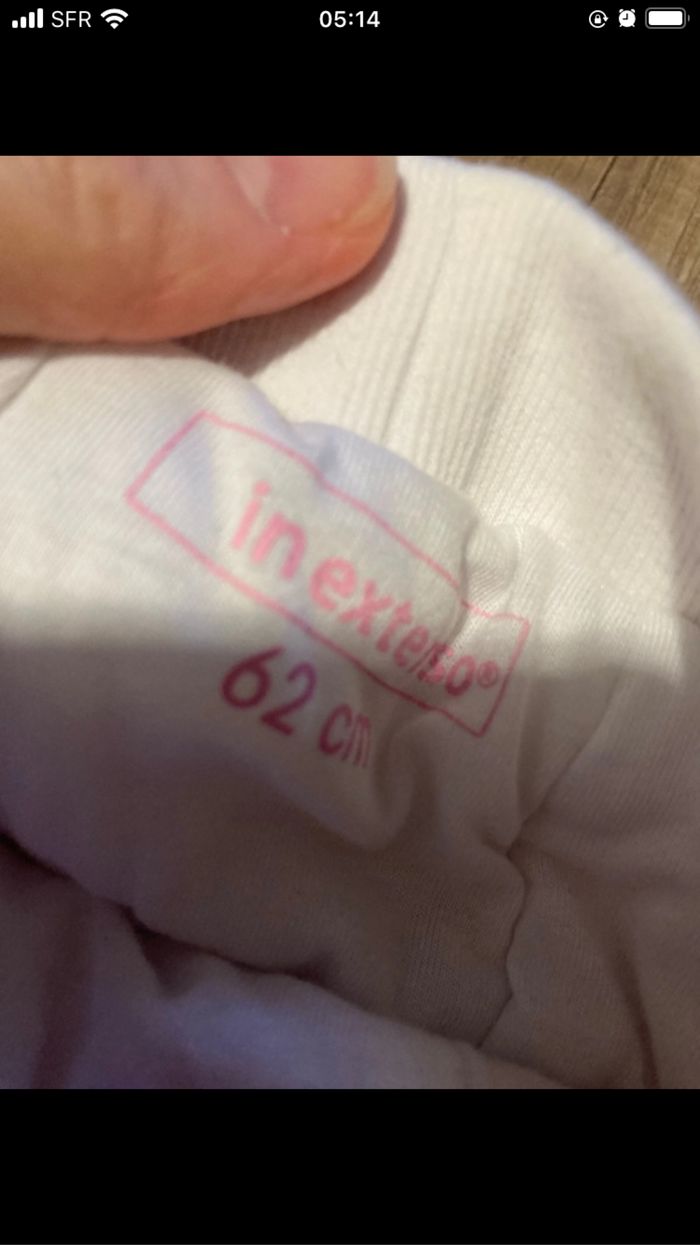 SFR 05:14
in extenso®
62 cm